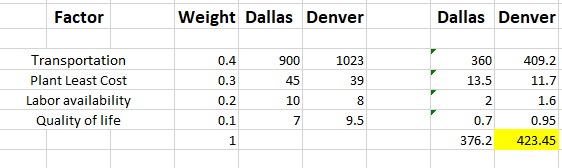 Factor Weight Dallas Denver Dallas Denver
Transportation 0.4 900 1023 360 409.2
Plant Least Cost 0.3 45 39 13.5 11.7
Labor availability 0.2 10 8 2 1.6
Quality of life 0.1 7 9.5 0.7 0.95
1 376.2 423.45